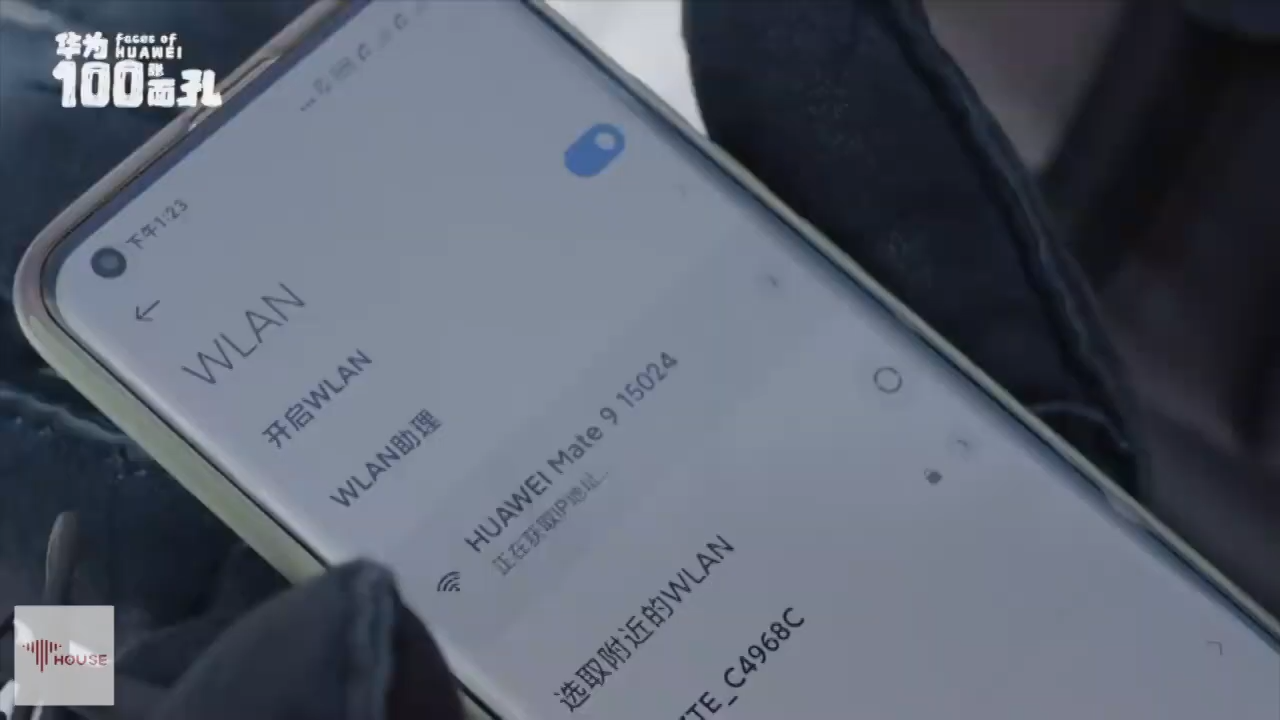 华为 Faces of HUAWEI
100张面孔
下午1:23
WLAN
开启WLAN
WLAN助理
HUAWEI Mate 9 15024
正在获取IP地址...
选取附近的WLAN
TE_C4968C
HOUSE